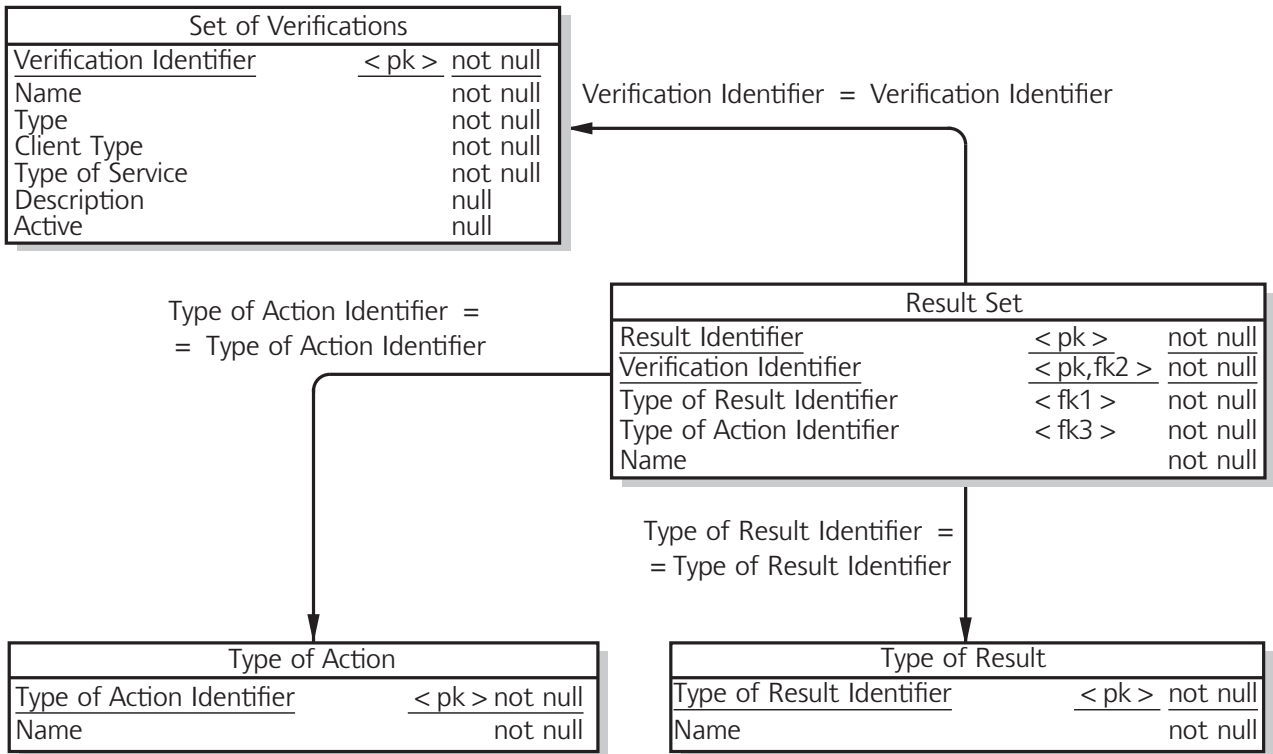 Set of Verifications
Verification Identifier < pk > not null
Name not null
Type not null
Client Type not null
Type of Service not null
Description null
Active null
Verification Identifier = Verification Identifier
Type of Action Identifier =
= Type of Action Identifier
Result Set
Result Identifier < pk > not null
Verification Identifier < pk,fk2 > not null
Type of Result Identifier < fk1 > not null
Type of Action Identifier < fk3 > not null
Name not null
Type of Result Identifier =
= Type of Result Identifier
Type of Action
Type of Action Identifier < pk > not null
Name not null
Type of Result
Type of Result Identifier < pk > not null
Name not null